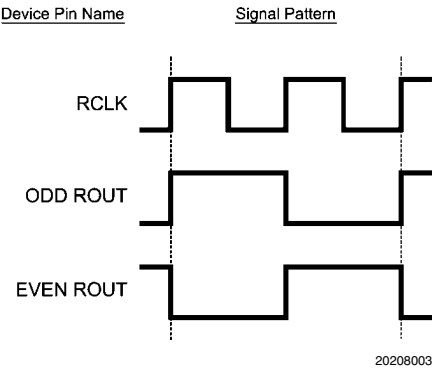 Device Pin Name
Signal Pattern
RCLK
ODD ROUT
EVEN ROUT
20208003